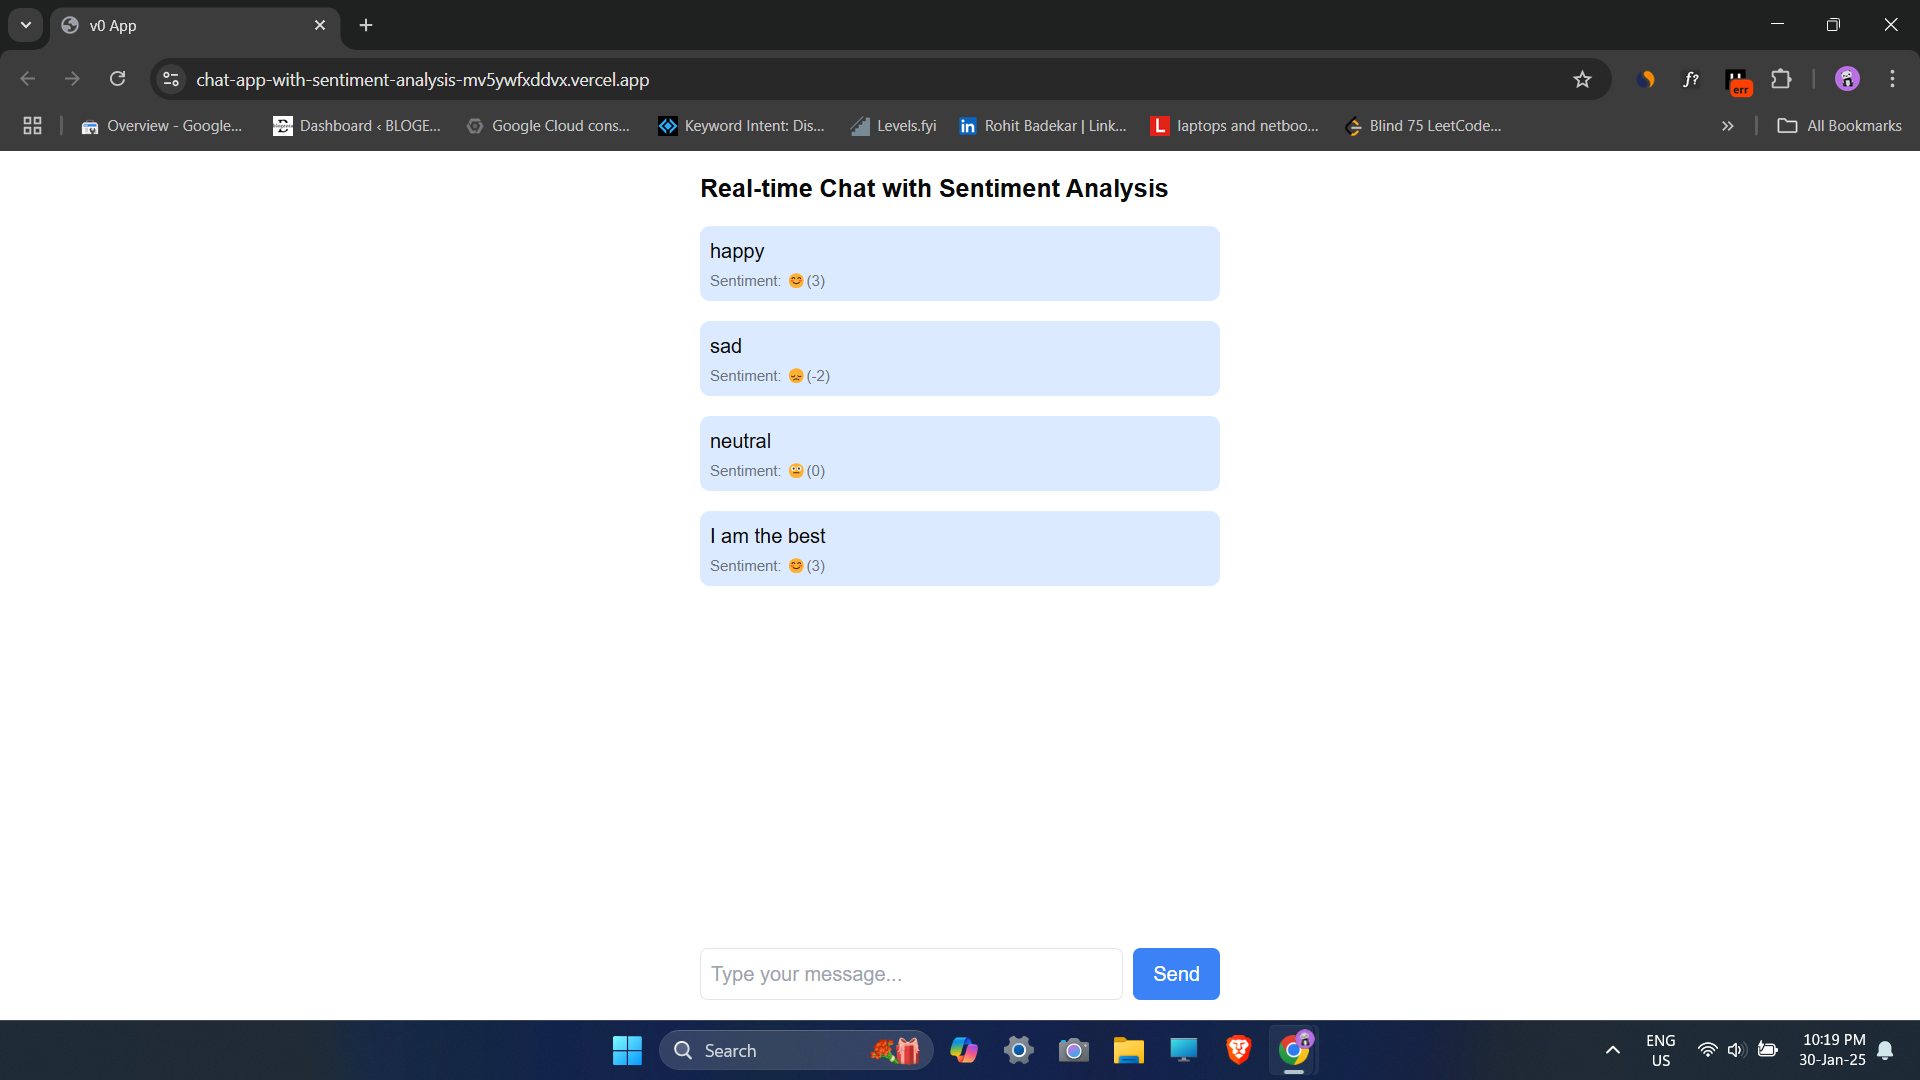 v0 App
chat-app-with-sentiment-analysis-mv5ywfxddvx.vercel.app
f?
err
Overview - Google...
Dashboard ‹ BLOGE...
Google Cloud cons...
Keyword Intent: Dis...
Levels.fyi
in Rohit Badekar | Link...
L laptops and netboo...
Blind 75 LeetCode...
All Bookmarks
Real-time Chat with Sentiment Analysis
happy
Sentiment: 😊(3)
sad
Sentiment: 😞(-2)
neutral
Sentiment: 😐(0)
I am the best
Sentiment: 😊(3)
Type your message...
Send
Search
ENG
US
10:19 PM
30-Jan-25